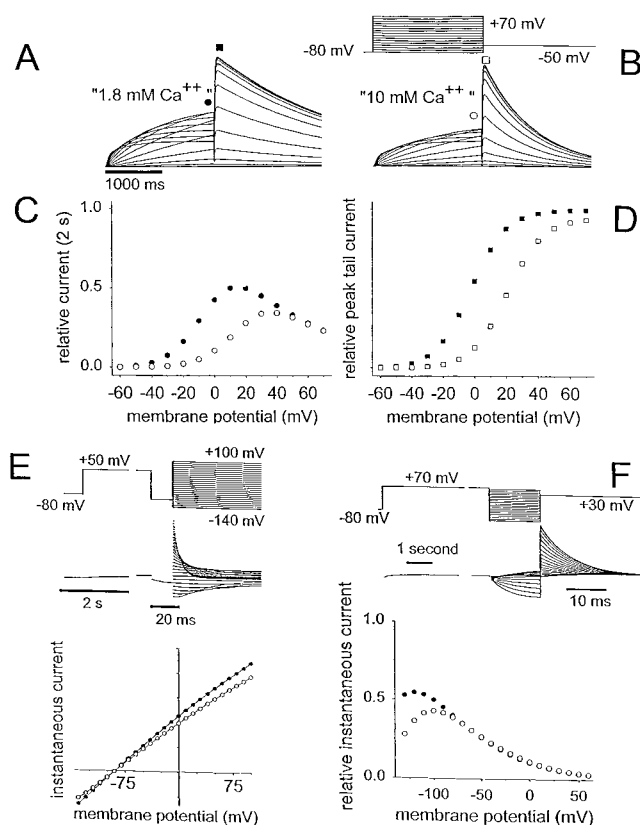 A
"1.8 mM Ca++ "
1000 ms
+70 mV
-80 mV
-50 mV
B
"10 mM Ca++ "
C
relative current (2 s)
1.0
0.5
0.0
-60 -40 -20 0 20 40 60
membrane potential (mV)
D
relative peak tail current
-60 -40 -20 0 20 40 60
membrane potential (mV)
E
+50 mV
+100 mV
-80 mV
-140 mV
2 s
20 ms
instantaneous current
-75 75
membrane potential (mV)
F
+70 mV
-80 mV
+30 mV
1 second
10 ms
relative instantaneous current
1.0
0.5
0.0
-100 -50 0 50
membrane potential (mV)